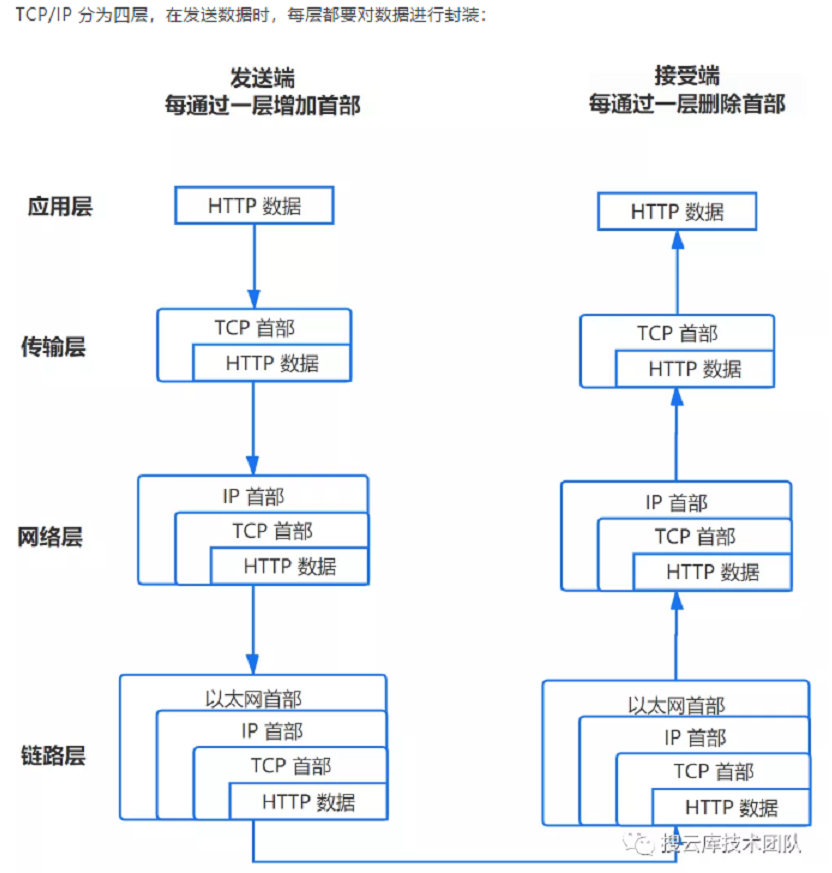 TCP/IP 分为四层，在发送数据时，每层都要对数据进行封装：
发送端
每通过一层增加首部
接受端
每通过一层删除首部
应用层
HTTP 数据
HTTP 数据
传输层
TCP 首部
HTTP 数据
TCP 首部
HTTP 数据
网络层
IP 首部
TCP 首部
HTTP 数据
IP 首部
TCP 首部
HTTP 数据
链路层
以太网首部
IP 首部
TCP 首部
HTTP 数据
以太网首部
IP 首部
TCP 首部
HTTP 数据
搜云库技术团队